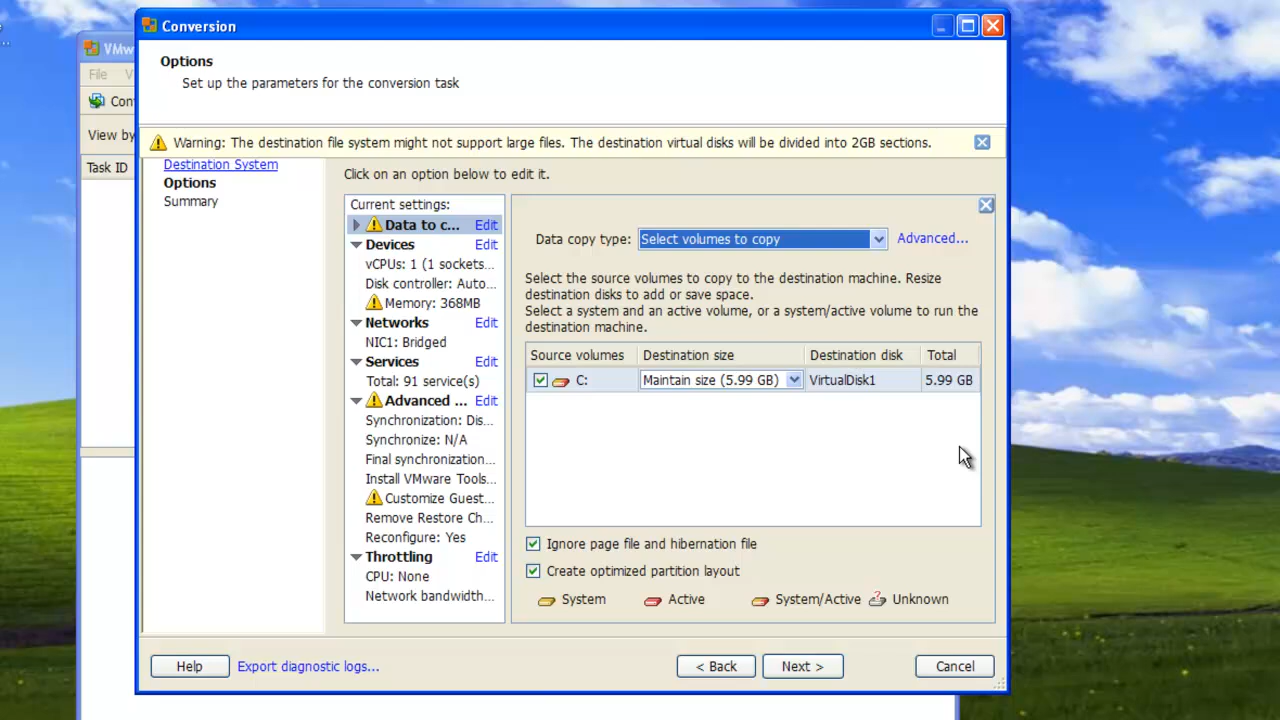 Conversion
Options
Set up the parameters for the conversion task
VMw
File V
Con
View by
Task ID
Warning: The destination file system might not support large files. The destination virtual disks will be divided into 2GB sections.
Destination System
Options
Summary
Click on an option below to edit it.
Current settings:
Data to c... Edit
Devices Edit
vCPUs: 1 (1 sockets...
Disk controller: Auto...
Memory: 368MB
Networks Edit
NIC1: Bridged
Services Edit
Total: 91 service(s)
Advanced ... Edit
Synchronization: Dis...
Synchronize: N/A
Final synchronization...
Install VMware Tools...
Customize Guest...
Remove Restore Ch...
Reconfigure: Yes
Throttling Edit
CPU: None
Network bandwidth...
Data copy type: Select volumes to copy Advanced...
Select the source volumes to copy to the destination machine. Resize
destination disks to add or save space.
Select a system and an active volume, or a system/active volume to run the
destination machine.
Source volumes Destination size Destination disk Total
C: Maintain size (5.99 GB) VirtualDisk1 5.99 GB
Ignore page file and hibernation file
Create optimized partition layout
System Active System/Active Unknown
Help Export diagnostic logs... < Back Next > Cancel